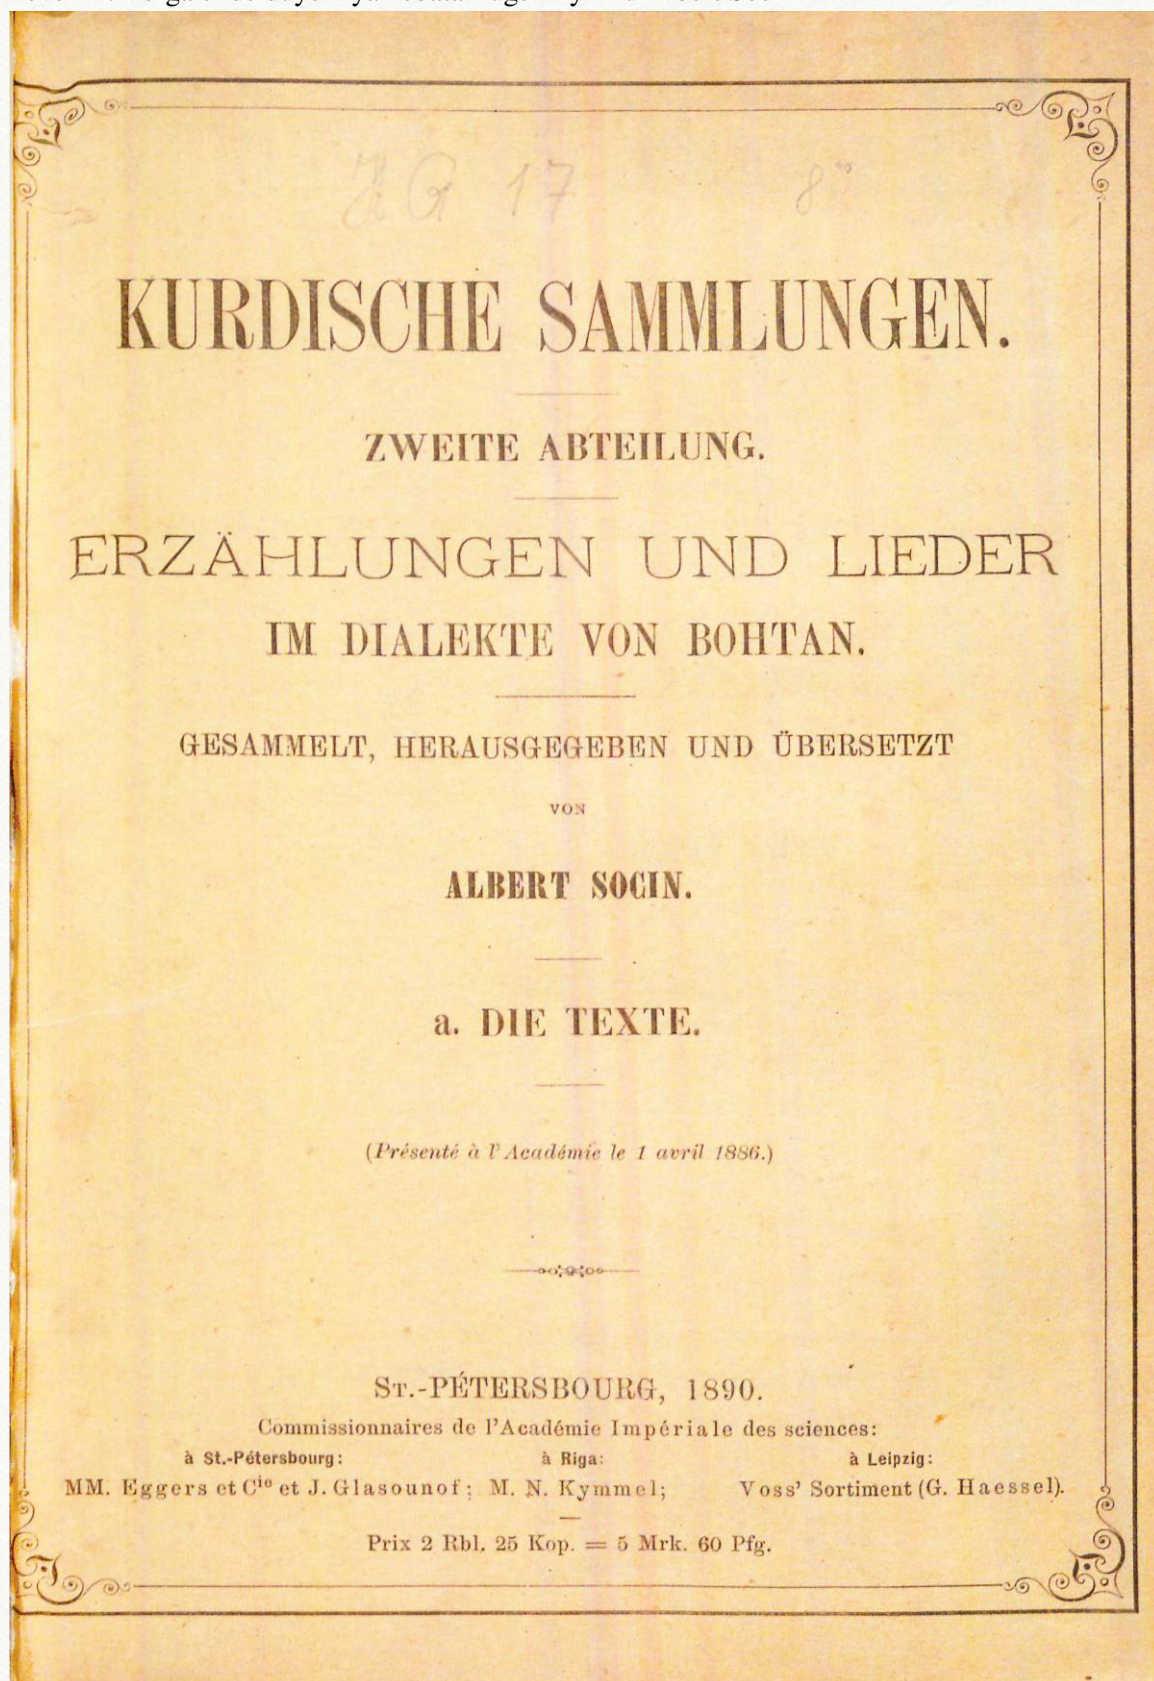 17 8°
KURDISCHE SAMMLUNGEN.
ZWEITE ABTEILUNG.
ERZÄHLUNGEN UND LIEDER
IM DIALEKTE VON BOHTAN.
GESAMMELT, HERAUSGEGEBEN UND ÜBERSETZT
VON
ALBERT SOCIN.
a. DIE TEXTE.
(Présenté à l'Académie le 1 avril 1886.)
ST.-PÉTERSBOURG, 1890.
Commissionnaires de l'Académie Impériale des sciences:
à St.-Pétersbourg: à Riga: à Leipzig:
MM. Eggers et Cie et J. Glasounof; M. N. Kymmel; Voss' Sortiment (G. Haessel).
Prix 2 Rbl. 25 Kop. = 5 Mrk. 60 Pfg.